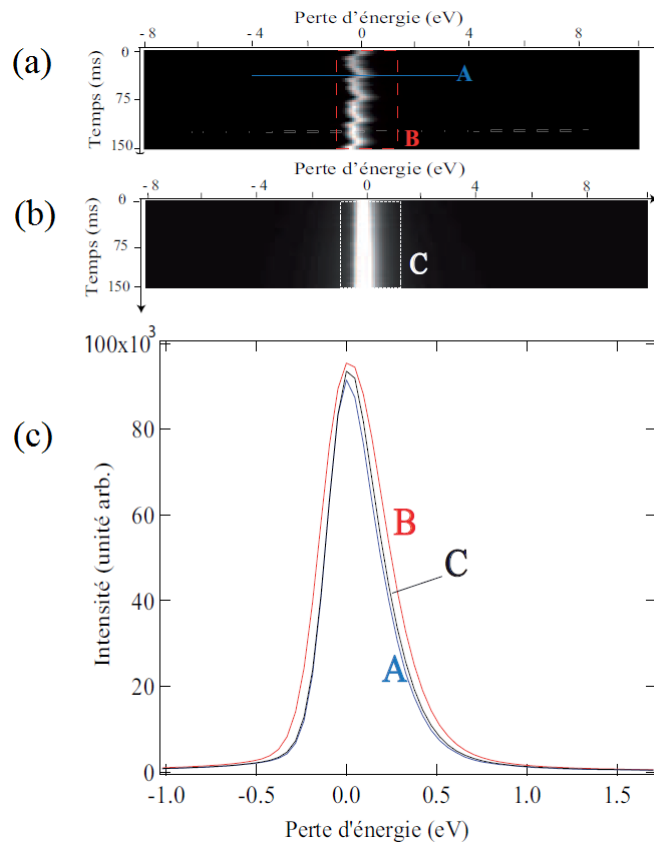 Perte d'énergie (eV)
- 8 - 4 0 4 8
(a)
Temps (ms)
0
75
150
A
B
Perte d'énergie (eV)
- 8 - 4 0 4 8
(b)
Temps (ms)
0
75
150
C
(c)
100x10³
80
60
40
20
0
Intensité (unité arb.)
B
C
A
-1.0 -0.5 0.0 0.5 1.0 1.5
Perte d'énergie (eV)